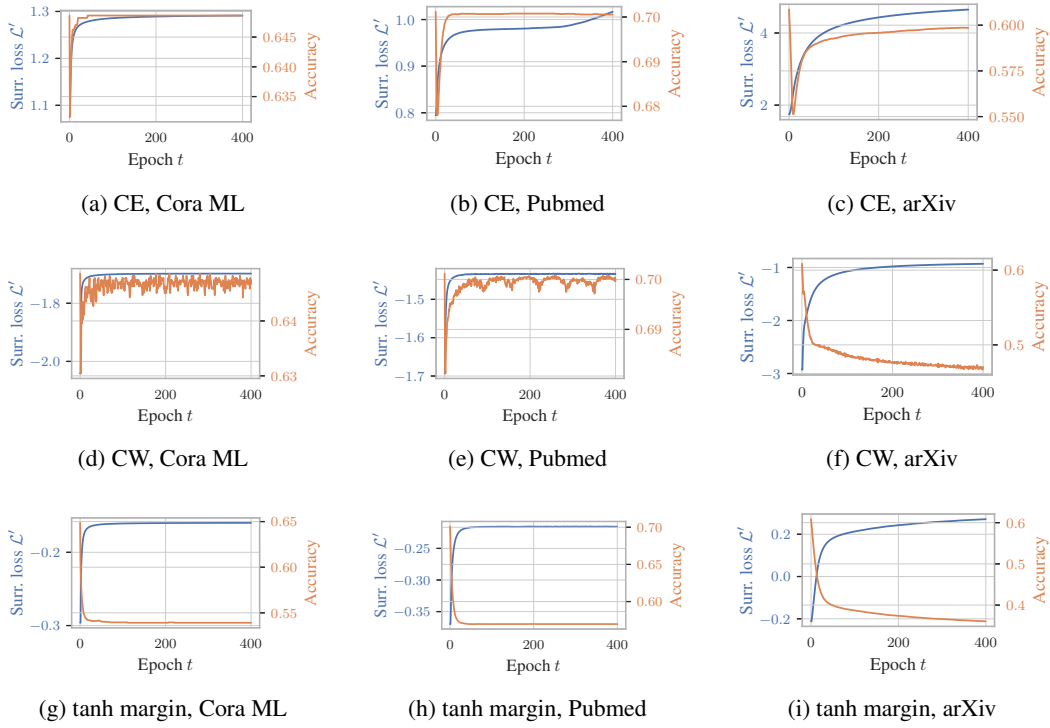 1.3
1.2
1.1
Surr. loss L′
0.645
0.640
0.635
Accuracy
0 200 400
Epoch t
(a) CE, Cora ML
1.0
0.9
0.8
Surr. loss L′
0.70
0.69
0.68
Accuracy
0 200 400
Epoch t
(b) CE, Pubmed
4
2
Surr. loss L′
0.600
0.575
0.550
Accuracy
0 200 400
Epoch t
(c) CE, arXiv
−1.8
−2.0
Surr. loss L′
0.64
0.63
Accuracy
0 200 400
Epoch t
(d) CW, Cora ML
−1.5
−1.6
−1.7
Surr. loss L′
0.70
0.69
Accuracy
0 200 400
Epoch t
(e) CW, Pubmed
−1
−2
−3
Surr. loss L′
0.6
0.5
Accuracy
0 200 400
Epoch t
(f) CW, arXiv
−0.2
−0.3
Surr. loss L′
0.65
0.60
0.55
Accuracy
0 200 400
Epoch t
(g) tanh margin, Cora ML
−0.25
−0.30
−0.35
Surr. loss L′
0.70
0.60
Accuracy
0 200 400
Epoch t
(h) tanh margin, Pubmed
0.2
0.0
−0.2
Surr. loss L′
0.6
0.5
0.4
Accuracy
0 200 400
Epoch t
(i) tanh margin, arXiv